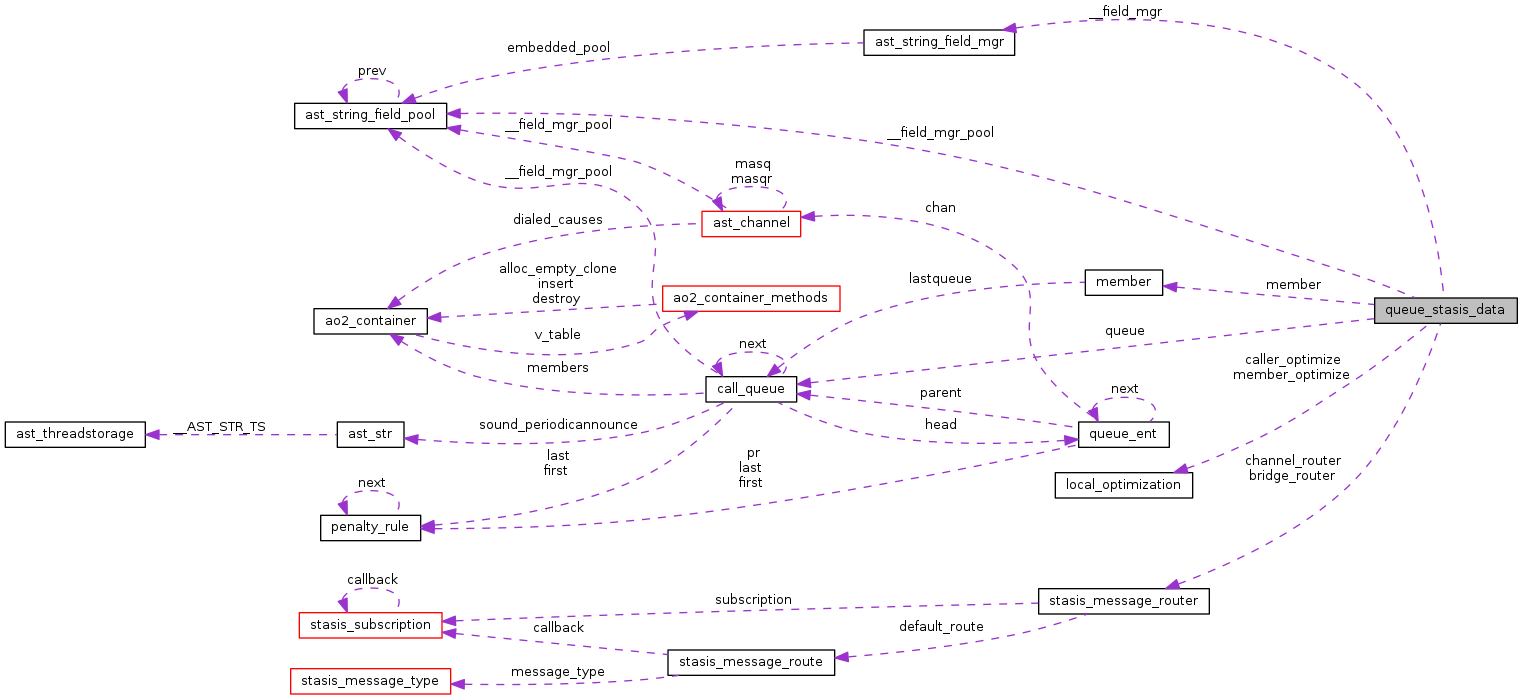 __field_mgr
ast_string_field_mgr
embedded_pool
prev
ast_string_field_pool
__field_mgr_pool
__field_mgr_pool
masq
masqr
__field_mgr_pool
chan
dialed_causes
ast_channel
alloc_empty_clone
insert
destroy
lastqueue
member
member
ao2_container_methods
queue_stasis_data
ao2_container
v_table
queue
next
members
caller_optimize
member_optimize
call_queue
parent
next
head
sound_periodicannounce
__AST_STR_TS
ast_threadstorage
ast_str
queue_ent
last
first
pr
last
first
channel_router
bridge_router
local_optimization
next
penalty_rule
callback
subscription
stasis_message_router
stasis_subscription
callback
default_route
stasis_message_route
message_type
stasis_message_type